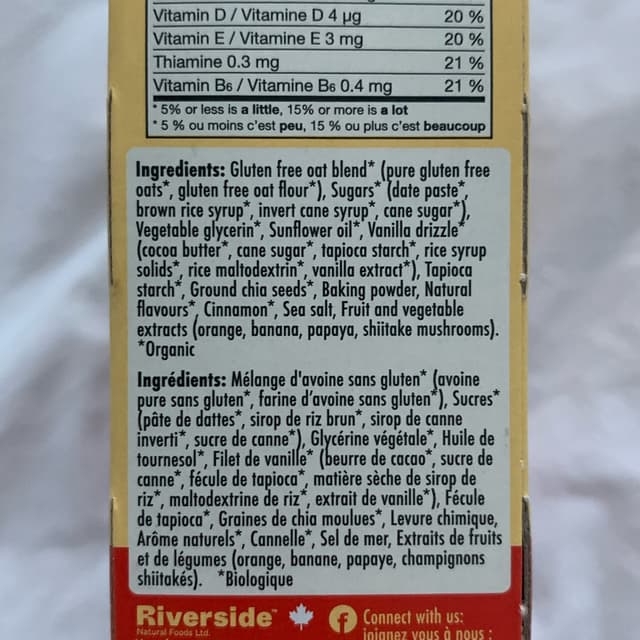 Vitamin D / Vitamine D 4 µg 20 %
Vitamin E / Vitamine E 3 mg 20 %
Thiamine 0.3 mg 21 %
Vitamin B6 / Vitamine B6 0.4 mg 21 %
* 5% or less is a little, 15% or more is a lot
* 5 % ou moins c'est peu, 15 % ou plus c'est beaucoup
Ingredients: Gluten free oat blend* (pure gluten free
oats*, gluten free oat flour*), Sugars* (date paste*,
brown rice syrup*, invert cane syrup*, cane sugar*),
Vegetable glycerin*, Sunflower oil*, Vanilla drizzle*
(cocoa butter*, cane sugar*, tapioca starch*, rice syrup
solids*, rice maltodextrin*, vanilla extract*), Tapioca
starch*, Ground chia seeds*, Baking powder, Natural
flavours*, Cinnamon*, Sea salt, Fruit and vegetable
extracts (orange, banana, papaya, shiitake mushrooms).
*Organic
Ingrédients: Mélange d'avoine sans gluten* (avoine
pure sans gluten*, farine d'avoine sans gluten*), Sucres*
(pâte de dattes*, sirop de riz brun*, sirop de canne
inverti*, sucre de canne*), Glycérine végétale*, Huile de
tournesol*, Filet de vanille* (beurre de cacao*, sucre de
canne*, fécule de tapioca*, matière sèche de sirop de
riz*, maltodextrine de riz*, extrait de vanille*), Fécule
de tapioca*, Graines de chia moulues*, Levure chimique,
Arôme naturels*, Cannelle*, Sel de mer, Extraits de fruits
et de légumes (orange, banane, papaye, champignons
shiitakés). *Biologique
Riverside™
Natural Foods Ltd.
Connect with us:
joignez vous à nous :